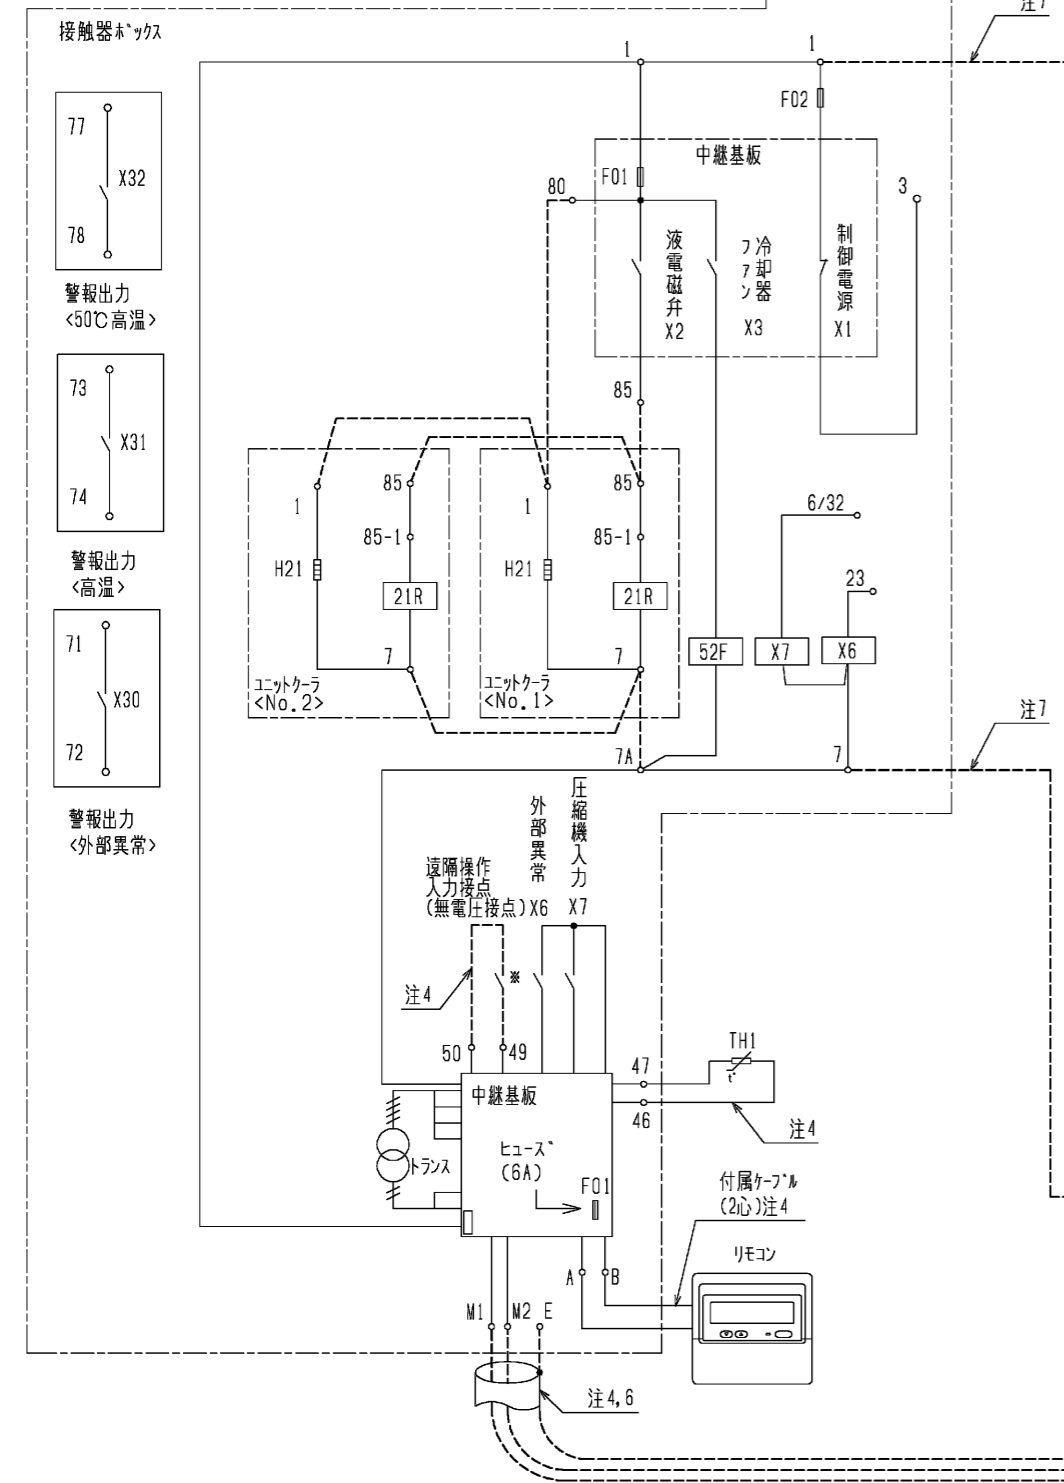 注7
接触器ボックス
77
X32
78
警報出力
<50℃高温>
73
X31
74
警報出力
<高温>
71
X30
72
警報出力
<外部異常>
1
1
F02
中継基板
F01
80
3
液電磁弁
X2
冷却器
ファン
X3
制御電源
X1
85
1
85
85-1
H21
21R
7
ユニットクーラ
<No.2>
1
85
85-1
H21
21R
7
ユニットクーラ
<No.1>
6/32
23
52F
X7
X6
7A
7
注7
遠隔操作
入力接点
(無電圧接点)
外部異常
X6
圧縮機入力
X7
※
注4
50
49
中継基板
ヒューズ
(6A)
F01
トランス
47
46
TH1
t°
注4
付属ケーブル
(2心)注4
リモコン
A
B
M1
M2
E
注4,6